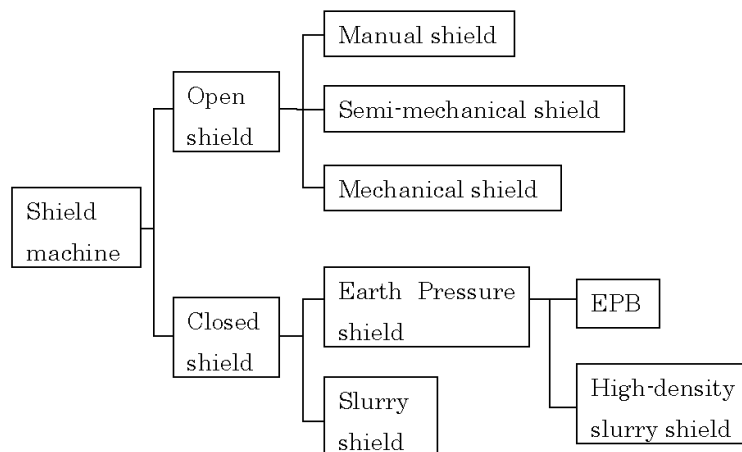 Manual shield
Open
shield
Semi-mechanical shield
Mechanical shield
Shield
machine
Closed
shield
Earth Pressure
shield
EPB
Slurry
shield
High-density
slurry shield